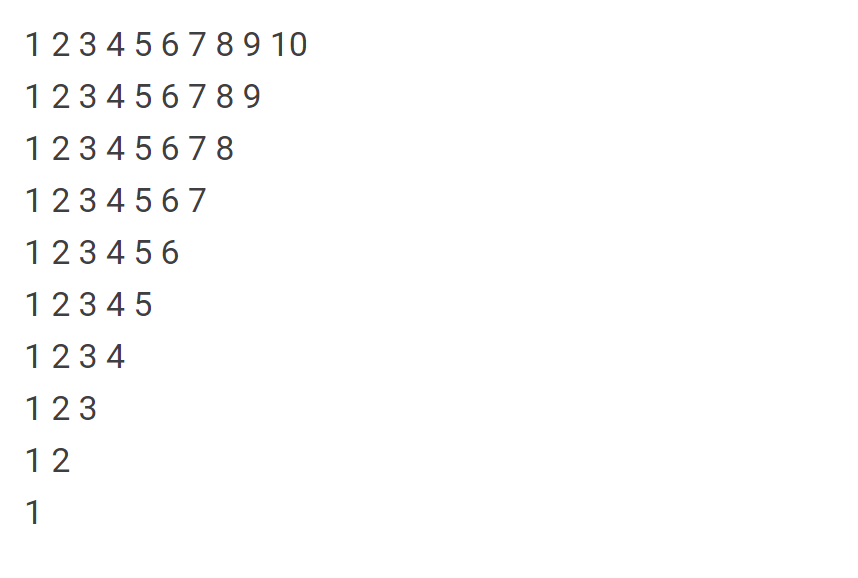 1 2 3 4 5 6 7 8 9 10
1 2 3 4 5 6 7 8 9
1 2 3 4 5 6 7 8
1 2 3 4 5 6 7
1 2 3 4 5 6
1 2 3 4 5
1 2 3 4
1 2 3
1 2
1